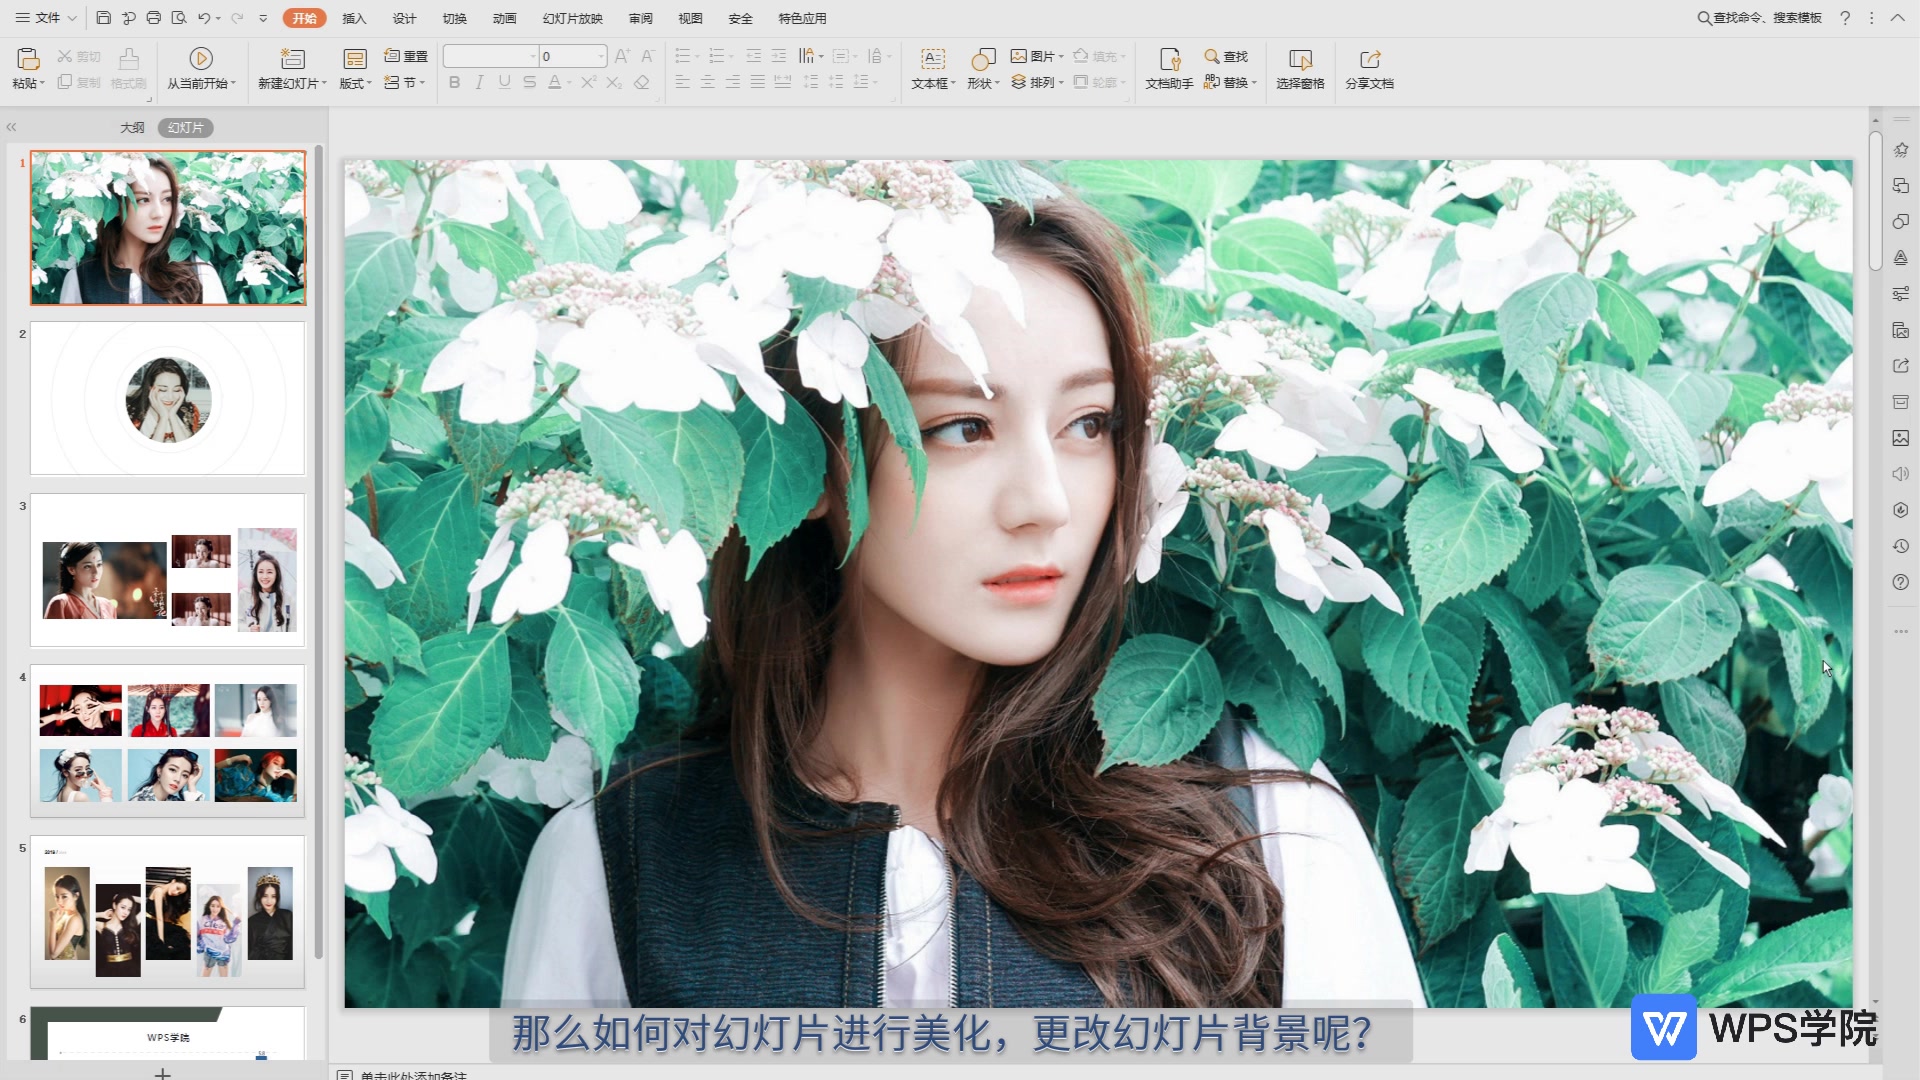 文件
开始 插入 设计 切换 动画 幻灯片放映 审阅 视图 安全 特色应用
查找命令、搜索模板
粘贴 剪切 复制 格式刷
从当前开始
新建幻灯片 版式 重置 节
0
B I U S A X² X₂
文本框 形状 图片 排列 填充 轮廓
文档助手 查找 替换
选择窗格
分享文档
大纲 幻灯片
1
2
3
4
5
6
WPS学院
那么如何对幻灯片进行美化，更改幻灯片背景呢？
WPS学院
单击此处添加备注